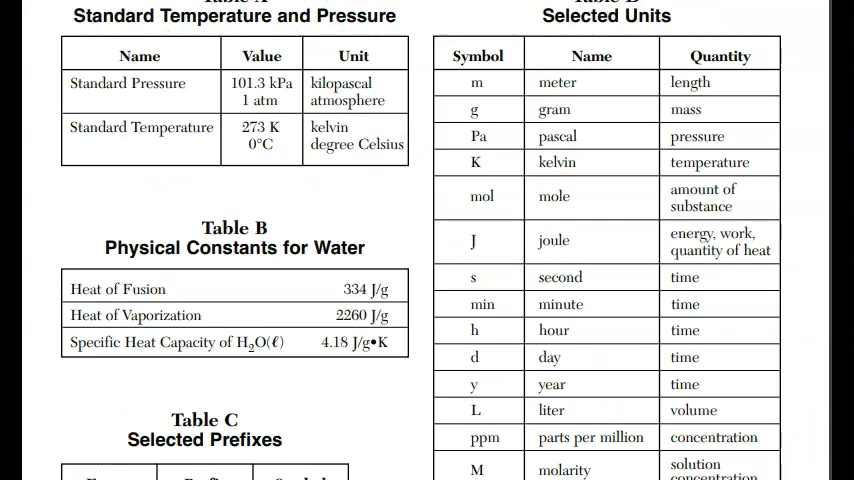 Standard Temperature and Pressure
Name Value Unit
Standard Pressure 101.3 kPa kilopascal
1 atm atmosphere
Standard Temperature 273 K kelvin
0°C degree Celsius
Table B
Physical Constants for Water
Heat of Fusion 334 J/g
Heat of Vaporization 2260 J/g
Specific Heat Capacity of H₂O(ℓ) 4.18 J/g•K
Table C
Selected Prefixes
Selected Units
Symbol Name Quantity
m meter length
g gram mass
Pa pascal pressure
K kelvin temperature
mol mole amount of
substance
J joule energy, work,
quantity of heat
s second time
min minute time
h hour time
d day time
y year time
L liter volume
ppm parts per million concentration
M molarity solution
concentration